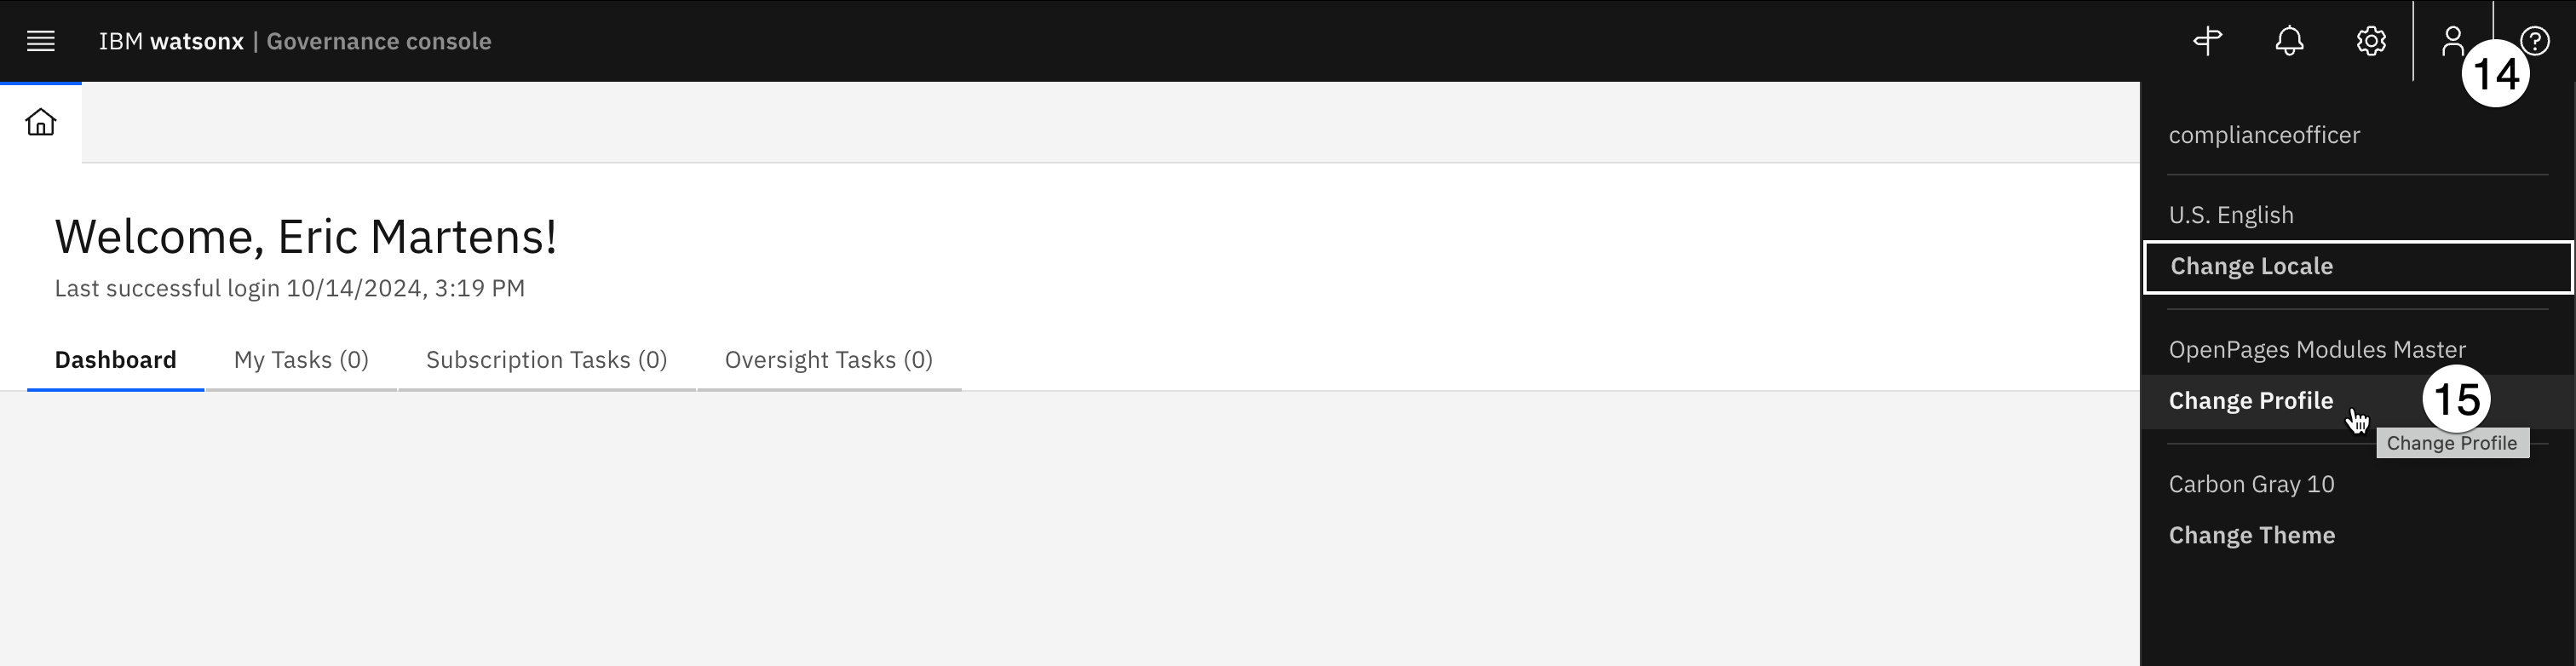 IBM watsonx | Governance console
14
complianceofficer
U.S. English
Change Locale
Welcome, Eric Martens!
Last successful login 10/14/2024, 3:19 PM
OpenPages Modules Master
Dashboard My Tasks (0) Subscription Tasks (0) Oversight Tasks (0)
Change Profile 15
Change Profile
Carbon Gray 10
Change Theme